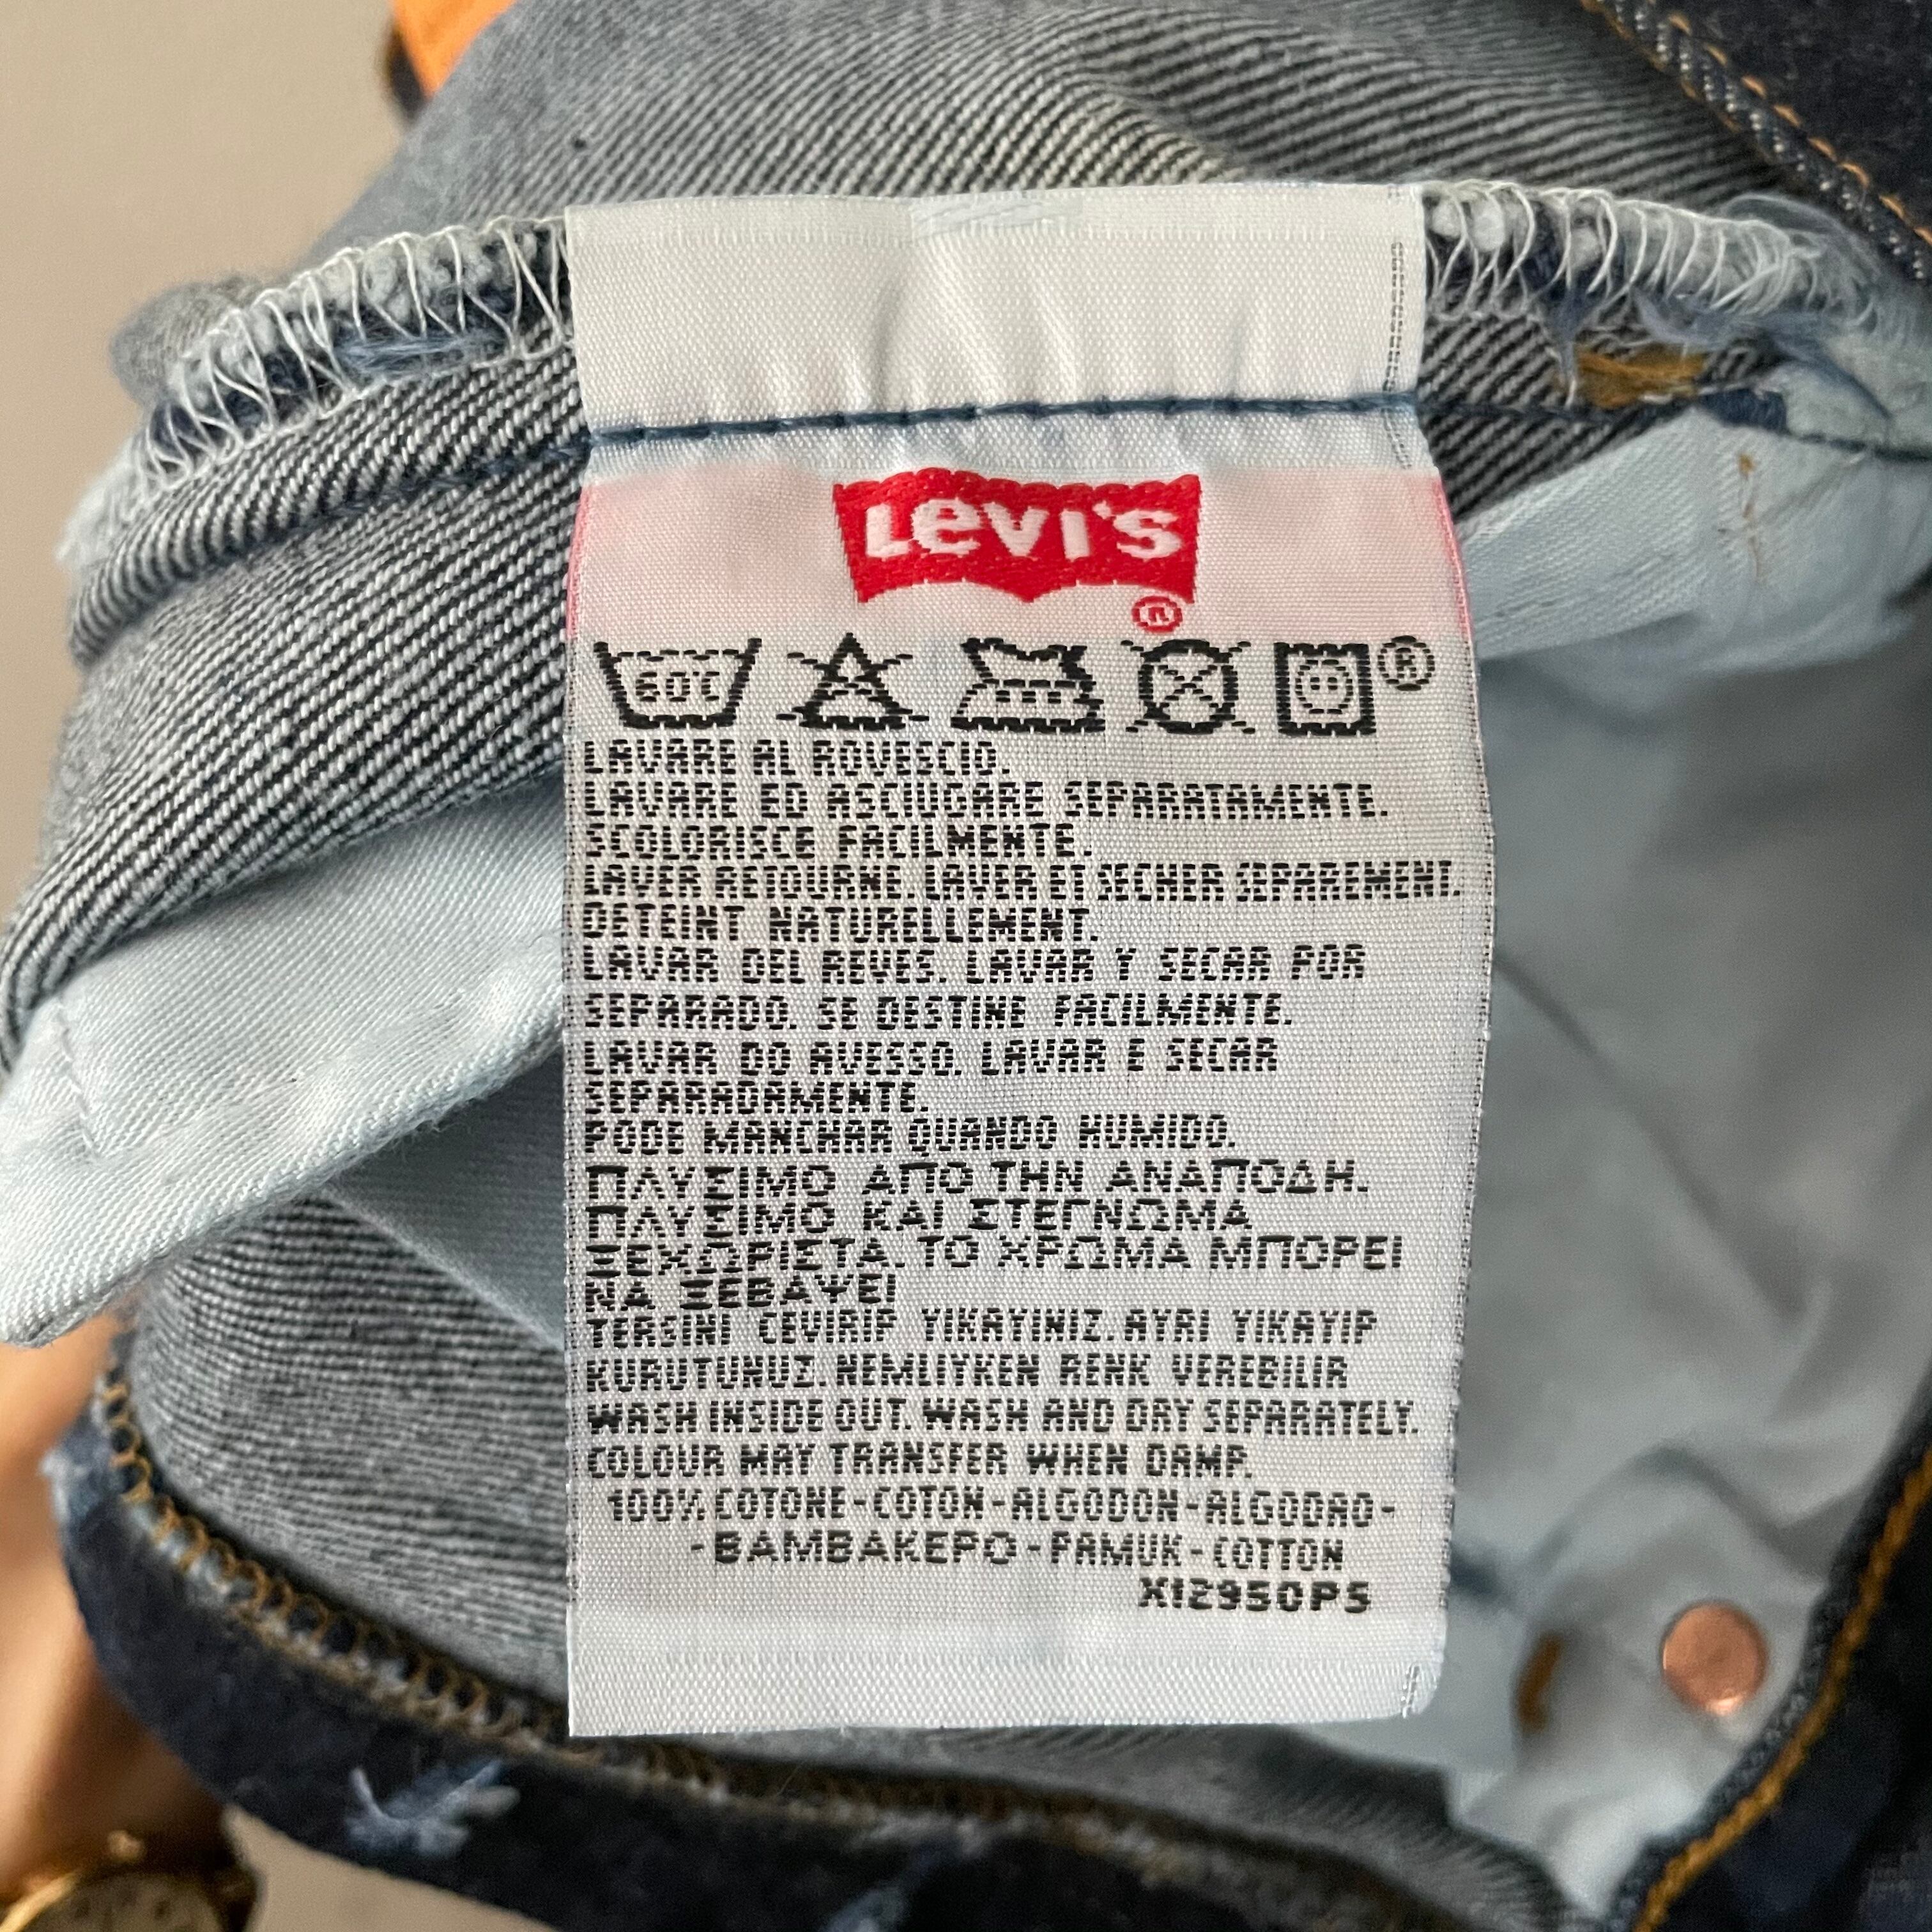 Levi's
®
60°C
®
LAVARE AL ROVESCIO.
LAVARE ED ASCIUGARE SEPARATAMENTE.
SCOLORISCE FACILMENTE.
LAVER RETOURNE. LAVER ET SECHER SEPAREMENT.
DETEINT NATURELLEMENT.
LAVAR DEL REVES. LAVAR Y SECAR POR
SEPARADO. SE DESTINE FACILMENTE.
LAVAR DO AVESSO. LAVAR E SECAR
SEPARADAMENTE.
PODE MANCHAR QUANDO HUMIDO.
ΠΛΥΣΙΜΟ ΑΠΟ ΤΗΝ ΑΝΑΠΟΔΗ.
ΠΛΥΣΙΜΟ ΚΑΙ ΣΤΕΓΝΩΜΑ
ΞΕΧΩΡΙΣΤΑ. ΤΟ ΧΡΩΜΑ ΜΠΟΡΕΙ
ΝΑ ΞΕΒΑΨΕΙ
TERSINI CEVIRIP YIKAYINIZ. AYRI YIKAYIP
KURUTUNUZ. NEMLIYKEN RENK VEREBILIR
WASH INSIDE OUT. WASH AND DRY SEPARATELY.
COLOUR MAY TRANSFER WHEN DAMP.
100% COTONE-COTON-ALGODON-ALGODAO-
-ΒΑΜΒΑΚΕΡΟ-PAMUK-COTTON
X12950P5